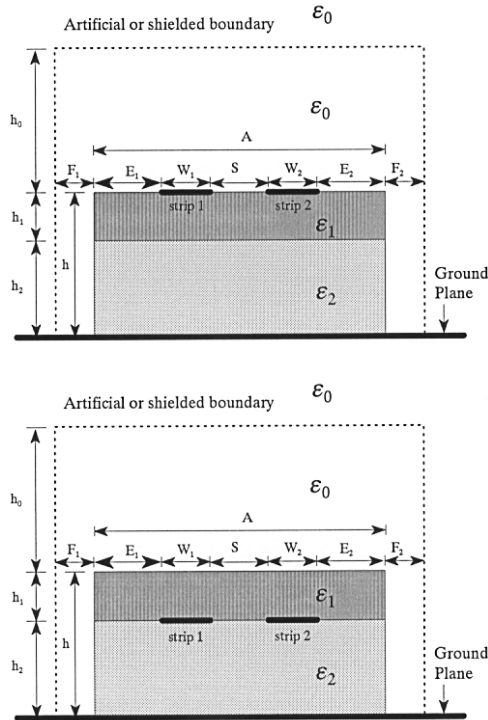 Artificial or shielded boundary ε₀
ε₀
h₀
A
F₁ E₁ W₁ S W₂ E₂ F₂
strip 1 strip 2
h₁
ε₁
h
h₂
ε₂
Ground
Plane
Artificial or shielded boundary ε₀
ε₀
h₀
A
F₁ E₁ W₁ S W₂ E₂ F₂
h₁
ε₁
strip 1 strip 2
h
h₂
ε₂
Ground
Plane